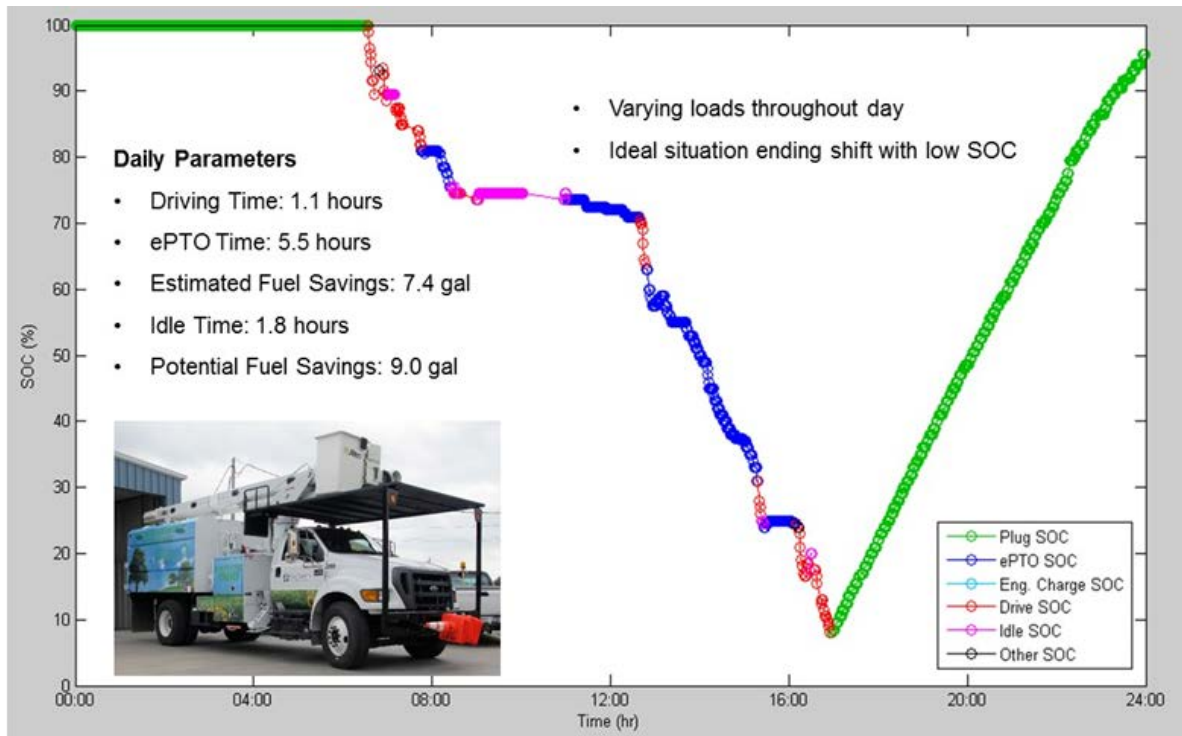 100
90
80
70
60
50
40
30
20
10
0
SOC (%)
• Varying loads throughout day
• Ideal situation ending shift with low SOC
Daily Parameters
• Driving Time: 1.1 hours
• ePTO Time: 5.5 hours
• Estimated Fuel Savings: 7.4 gal
• Idle Time: 1.8 hours
• Potential Fuel Savings: 9.0 gal
Plug SOC
ePTO SOC
Eng. Charge SOC
Drive SOC
Idle SOC
Other SOC
00:00 04:00 08:00 12:00 16:00 20:00 24:00
Time (hr)